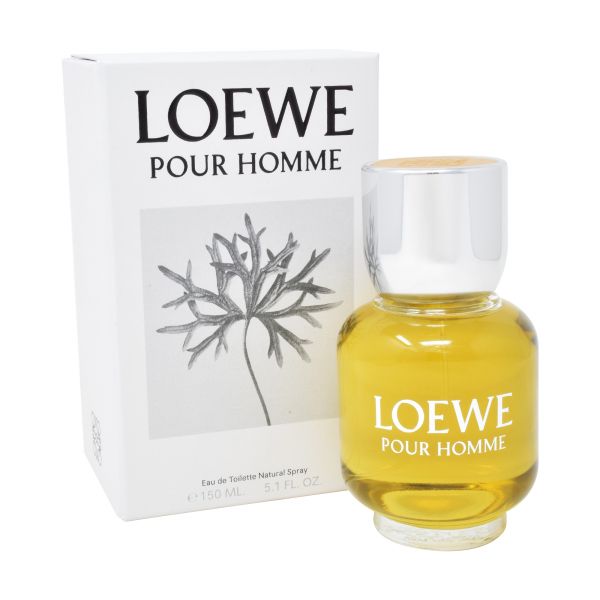 LOEWE
POUR HOMME
Eau de Toilette Natural Spray
℮150 ML. 5.1 FL. OZ.
LOEWE
POUR HOMME